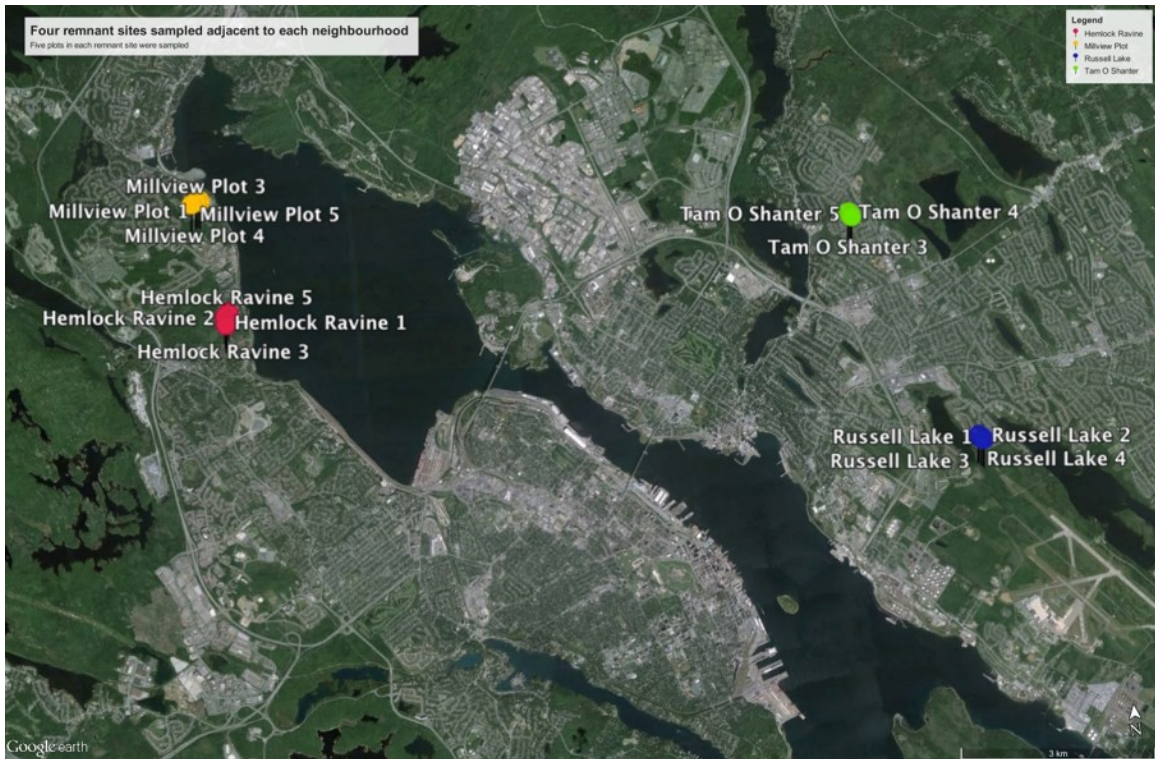 Four remnant sites sampled adjacent to each neighbourhood
Five plots in each remnant site were sampled
Legend
Hemlock Ravine
Millview Plot
Russell Lake
Tam O Shanter
Millview Plot 3
Millview Plot 1
Millview Plot 5
Millview Plot 4
Tam O Shanter 5
Tam O Shanter 4
Tam O Shanter 3
Hemlock Ravine 5
Hemlock Ravine 2
Hemlock Ravine 1
Hemlock Ravine 3
Russell Lake 1
Russell Lake 2
Russell Lake 3
Russell Lake 4
Google earth
N
3 km